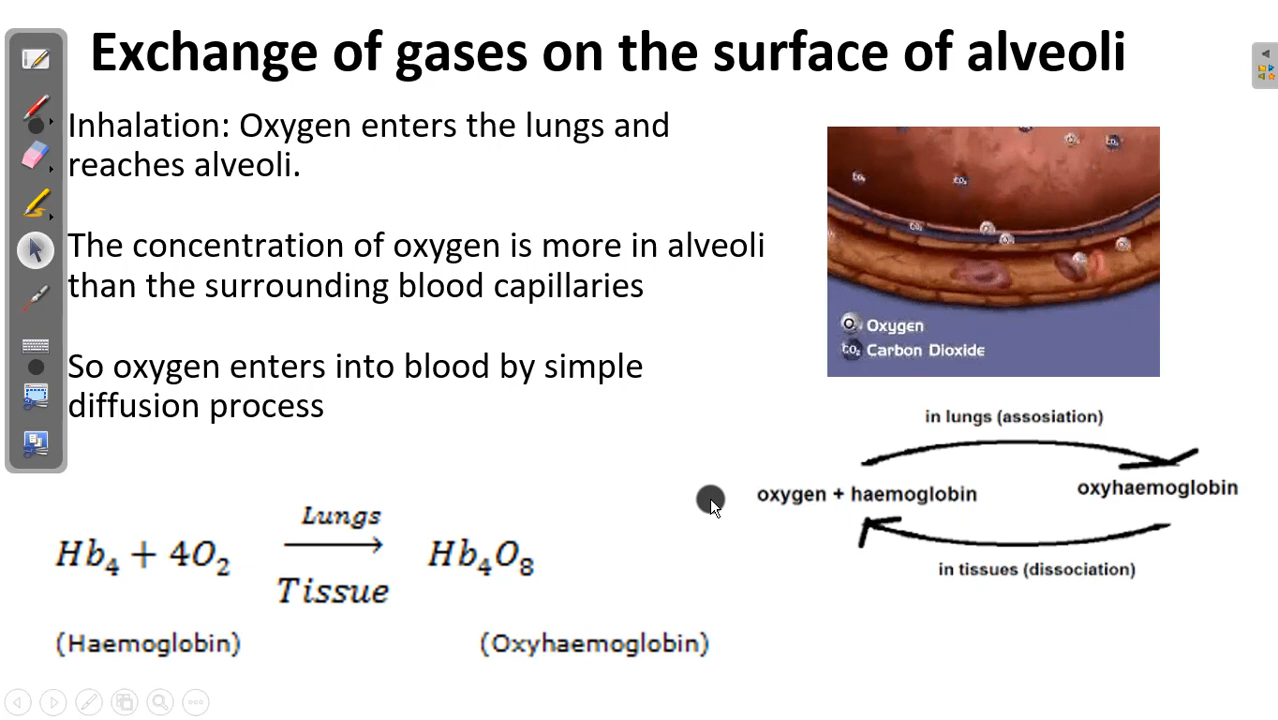 Exchange of gases on the surface of alveoli
Inhalation: Oxygen enters the lungs and
reaches alveoli.
The concentration of oxygen is more in alveoli
than the surrounding blood capillaries
So oxygen enters into blood by simple
diffusion process
O₂ Oxygen
CO₂ Carbon Dioxide
in lungs (assosiation)
oxygen + haemoglobin
oxyhaemoglobin
in tissues (dissociation)
Lungs
Hb₄ + 4O₂ ⟶ Hb₄O₈
Tissue
(Haemoglobin)
(Oxyhaemoglobin)